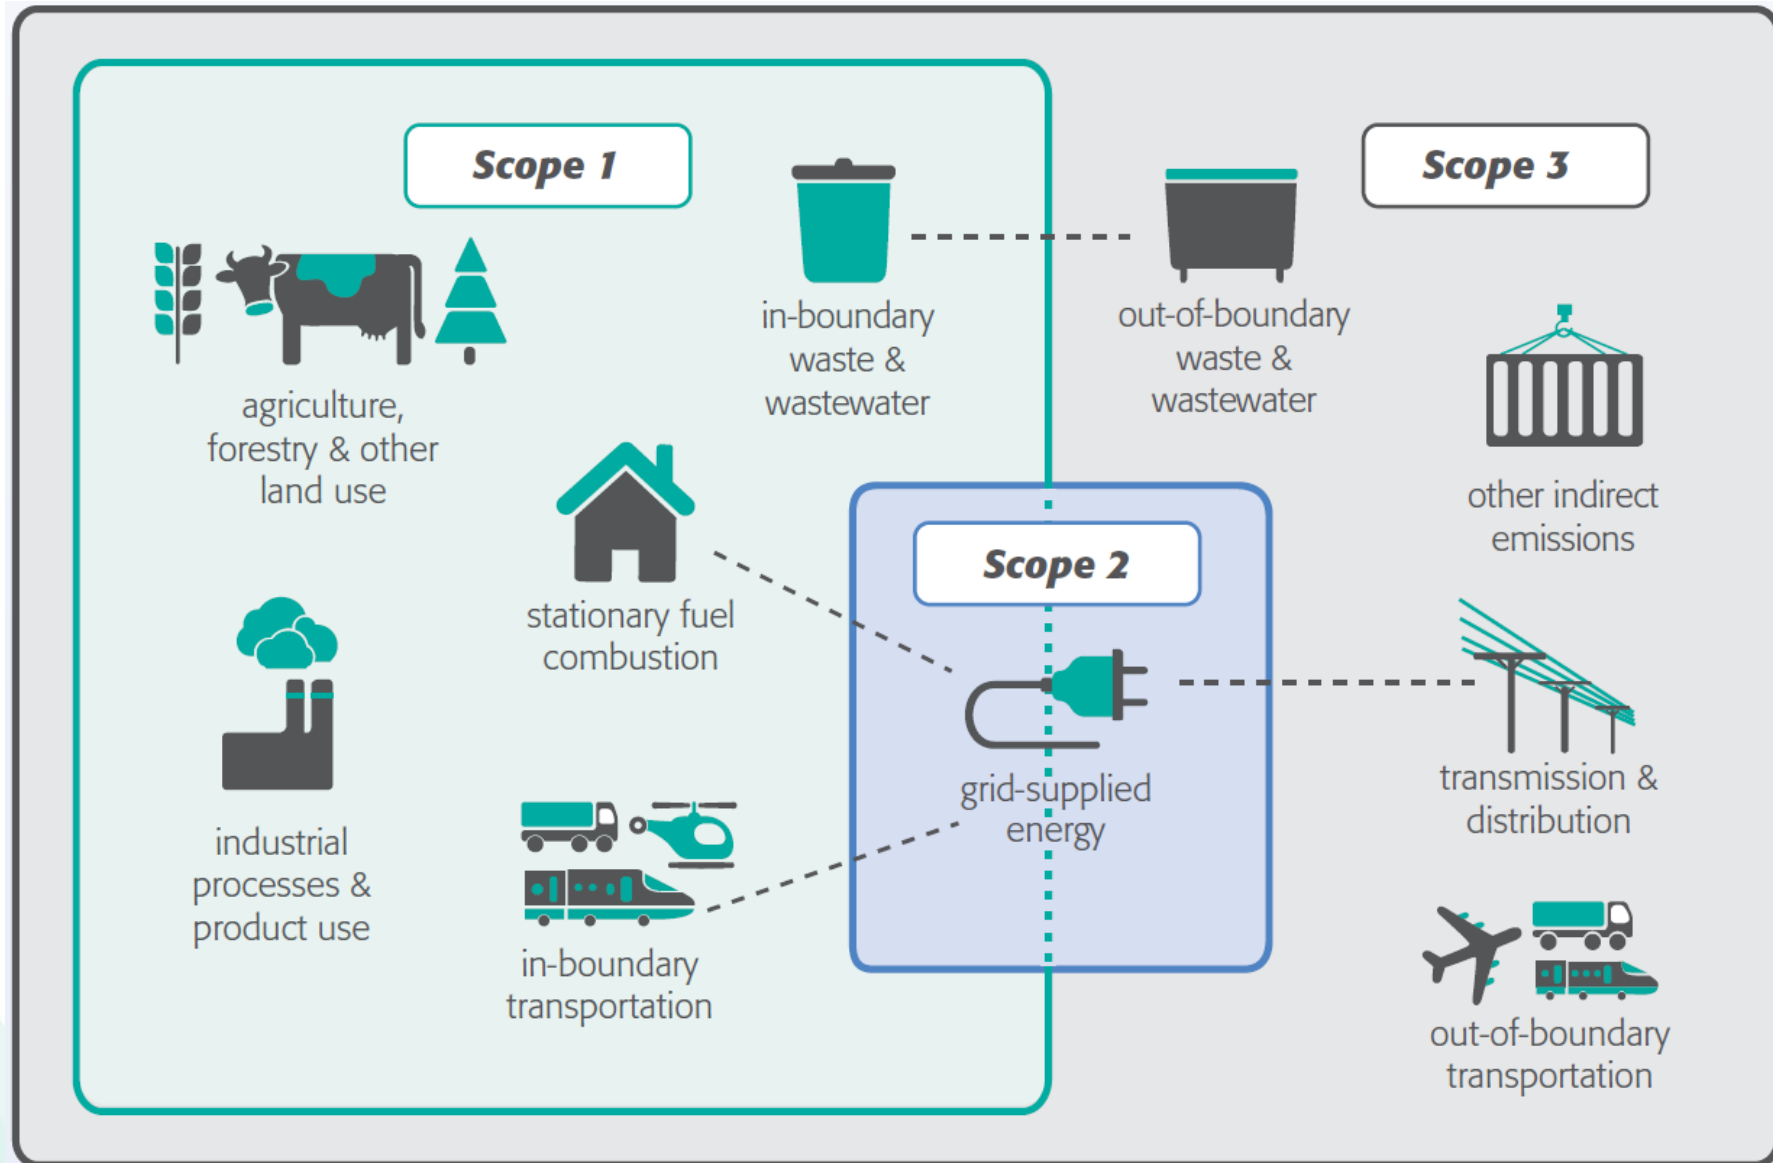 Scope 1
Scope 3
in-boundary
waste &
wastewater
out-of-boundary
waste &
wastewater
agriculture,
forestry & other
land use
other indirect
emissions
Scope 2
stationary fuel
combustion
grid-supplied
energy
transmission &
distribution
industrial
processes &
product use
in-boundary
transportation
out-of-boundary
transportation